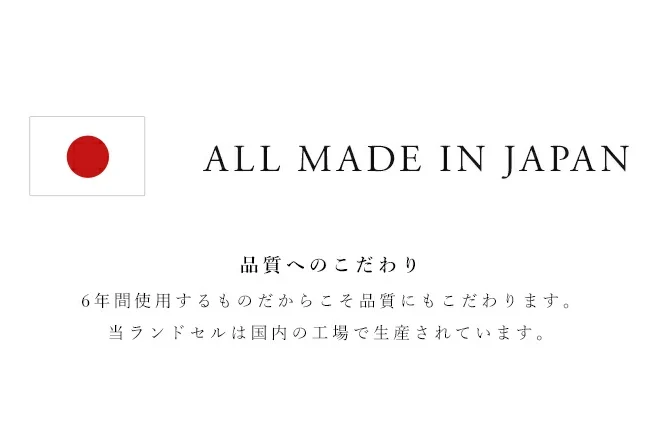 ALL MADE IN JAPAN
品質へのこだわり
6年間使用するものだからこそ品質にもこだわります。
当ランドセルは国内の工場で生産されています。